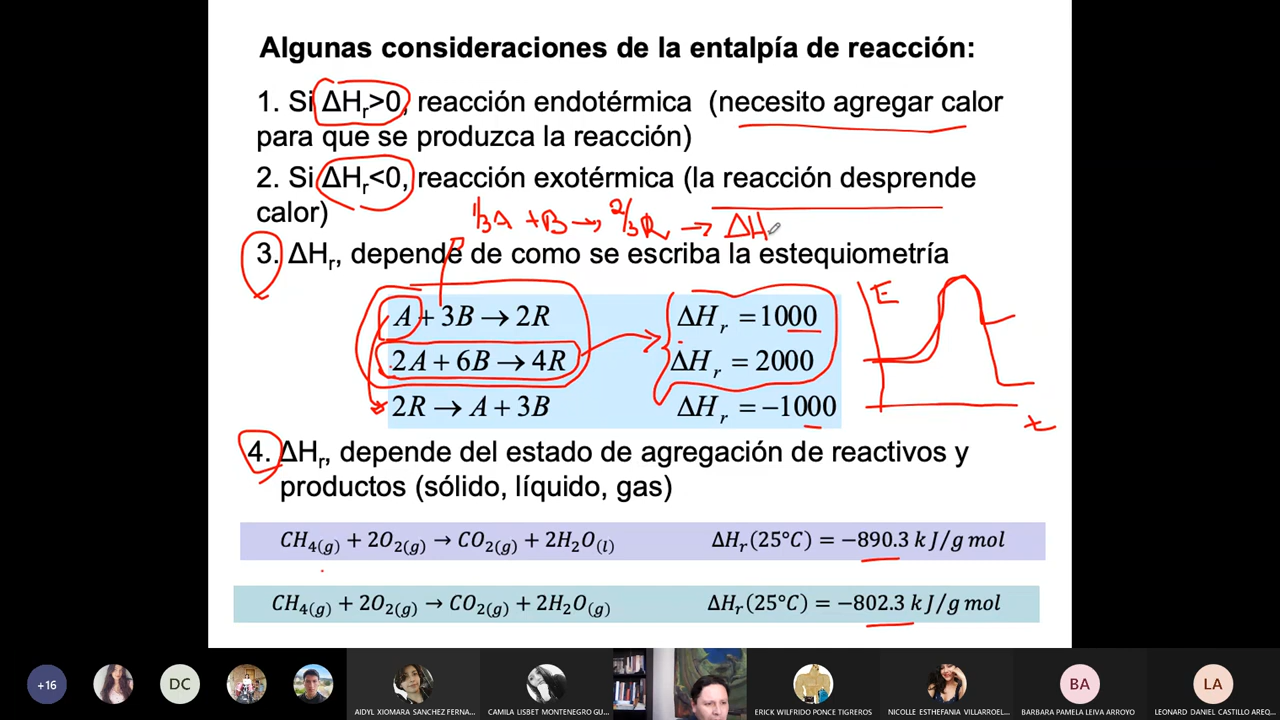 Algunas consideraciones de la entalpía de reacción:
1. Si ΔHr>0, reacción endotérmica (necesito agregar calor
para que se produzca la reacción)
2. Si ΔHr<0, reacción exotérmica (la reacción desprende
calor)
1/3A + B → 2/3R → ΔH
3. ΔHr, depende de como se escriba la estequiometría
E
A + 3B → 2R ΔHr = 1000
2A + 6B → 4R ΔHr = 2000
2R → A + 3B ΔHr = −1000
t
4. ΔHr, depende del estado de agregación de reactivos y
productos (sólido, líquido, gas)
CH4(g) + 2O2(g) → CO2(g) + 2H2O(l) ΔHr(25°C) = −890.3 kJ/g mol
CH4(g) + 2O2(g) → CO2(g) + 2H2O(g) ΔHr(25°C) = −802.3 kJ/g mol
+16 DC BA LA
AIDYL XIOMARA SANCHEZ FERNA... CAMILA LISBET MONTENEGRO GU... ERICK WILFRIDO PONCE TIGREROS NICOLLE ESTHEFANIA VILLARROEL... BARBARA PAMELA LEIVA ARROYO LEONARD DANIEL CASTILLO AREQ...